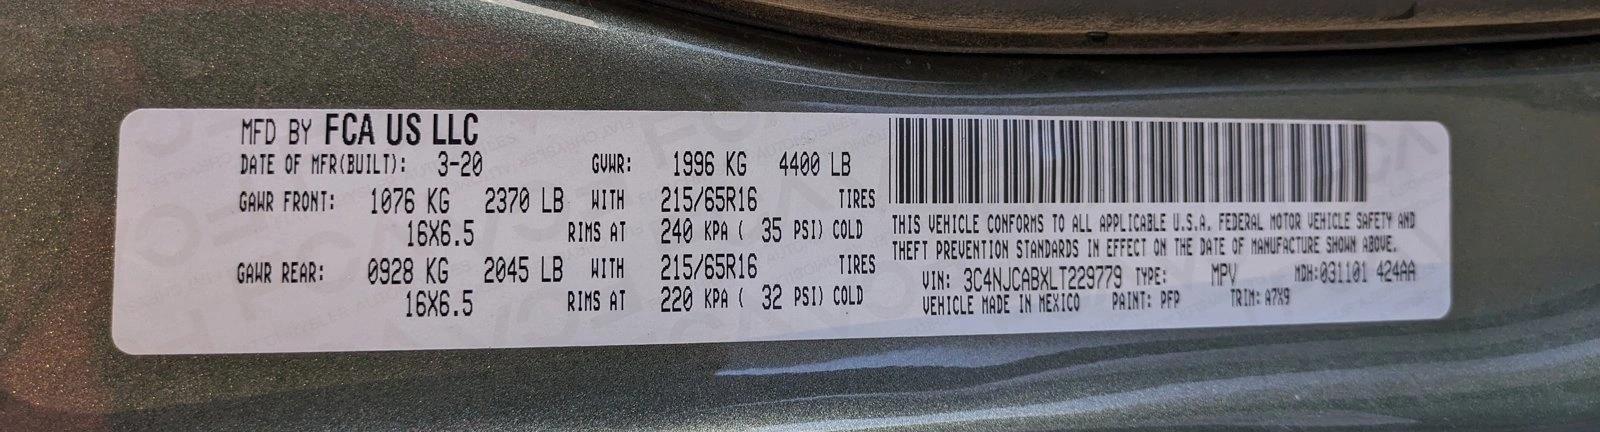 MFD BY FCA US LLC
DATE OF MFR(BUILT): 3-20 GVWR: 1996 KG 4400 LB
GAWR FRONT: 1076 KG 2370 LB WITH 215/65R16 TIRES
16X6.5 RIMS AT 240 KPA ( 35 PSI) COLD
GAWR REAR: 0928 KG 2045 LB WITH 215/65R16 TIRES
16X6.5 RIMS AT 220 KPA ( 32 PSI) COLD
THIS VEHICLE CONFORMS TO ALL APPLICABLE U.S.A. FEDERAL MOTOR VEHICLE SAFETY AND
THEFT PREVENTION STANDARDS IN EFFECT ON THE DATE OF MANUFACTURE SHOWN ABOVE.
VIN: 3C4NJCABXLT229779 TYPE: MPV MDH:031101 424AA
VEHICLE MADE IN MEXICO PAINT: PFP TRIM: A7X9